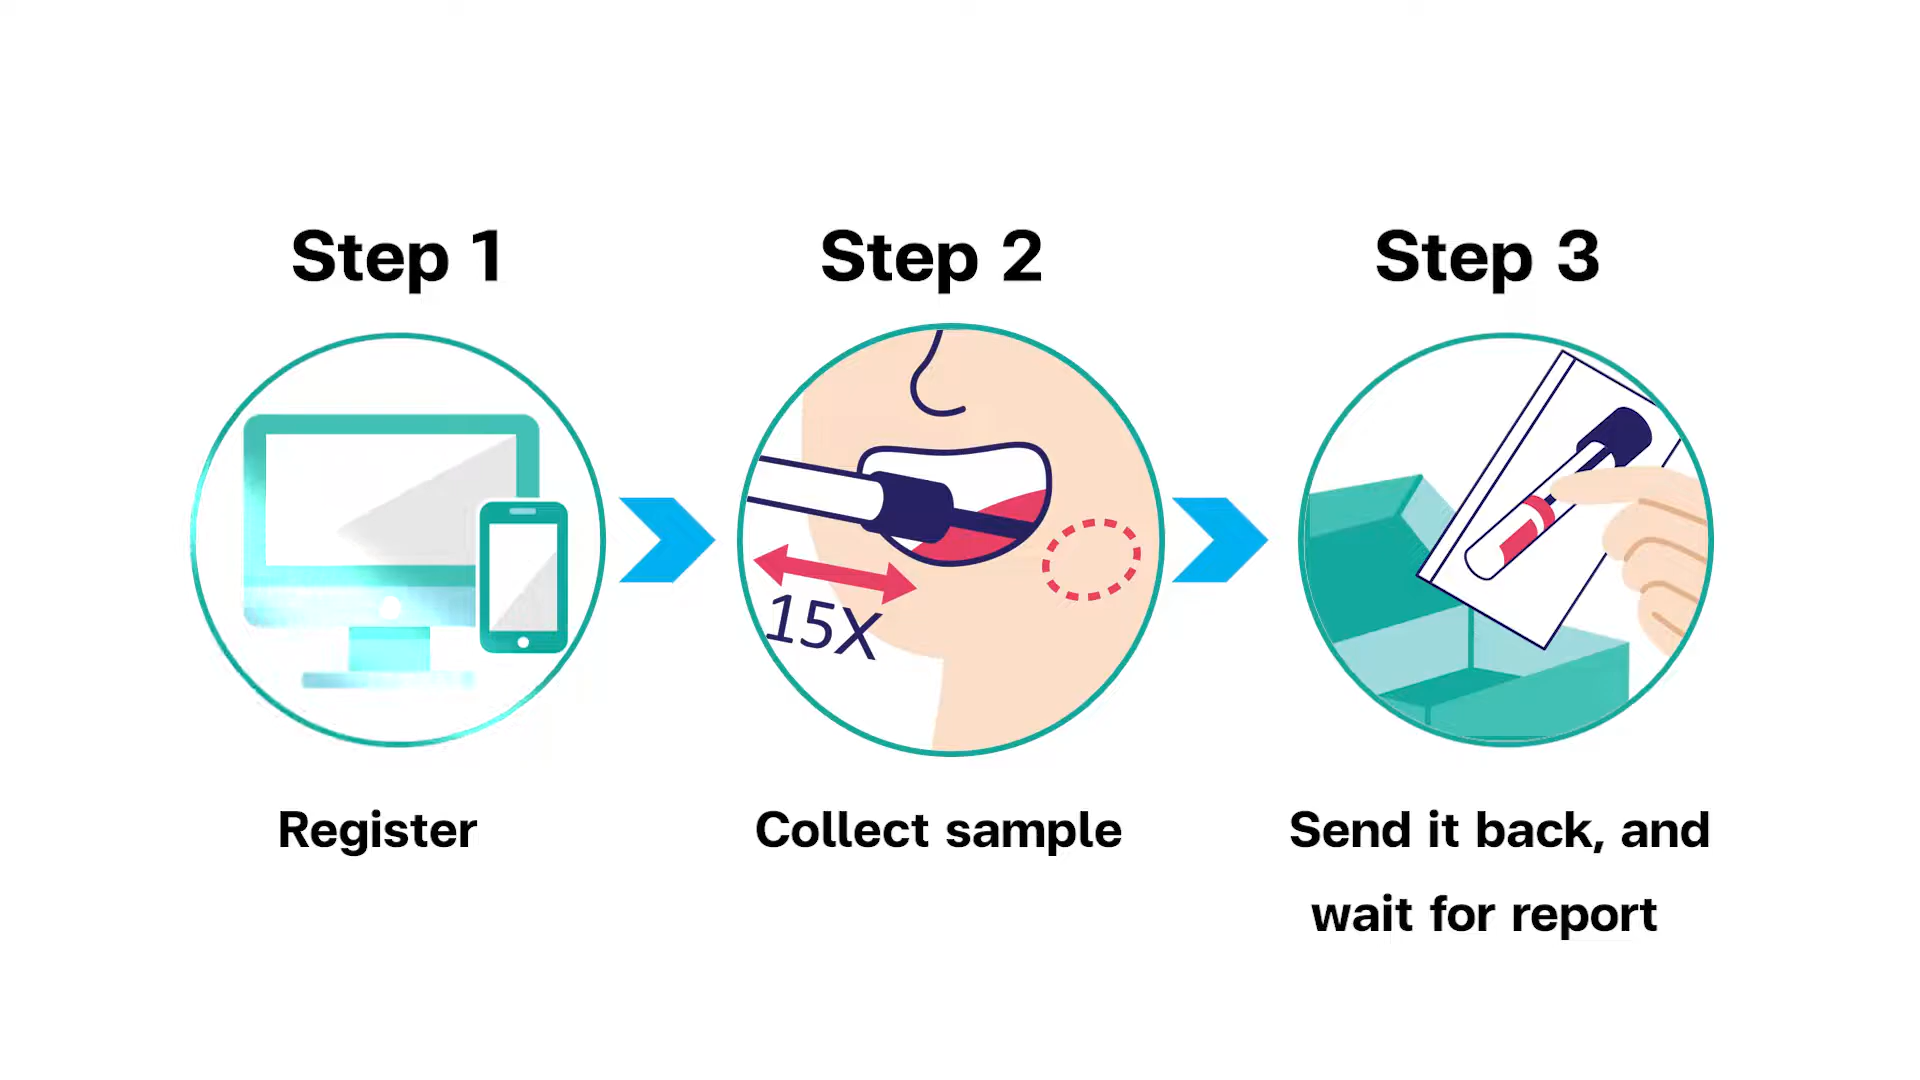 Step 1
Step 2
Step 3
15X
Register
Collect sample
Send it back, and
wait for report